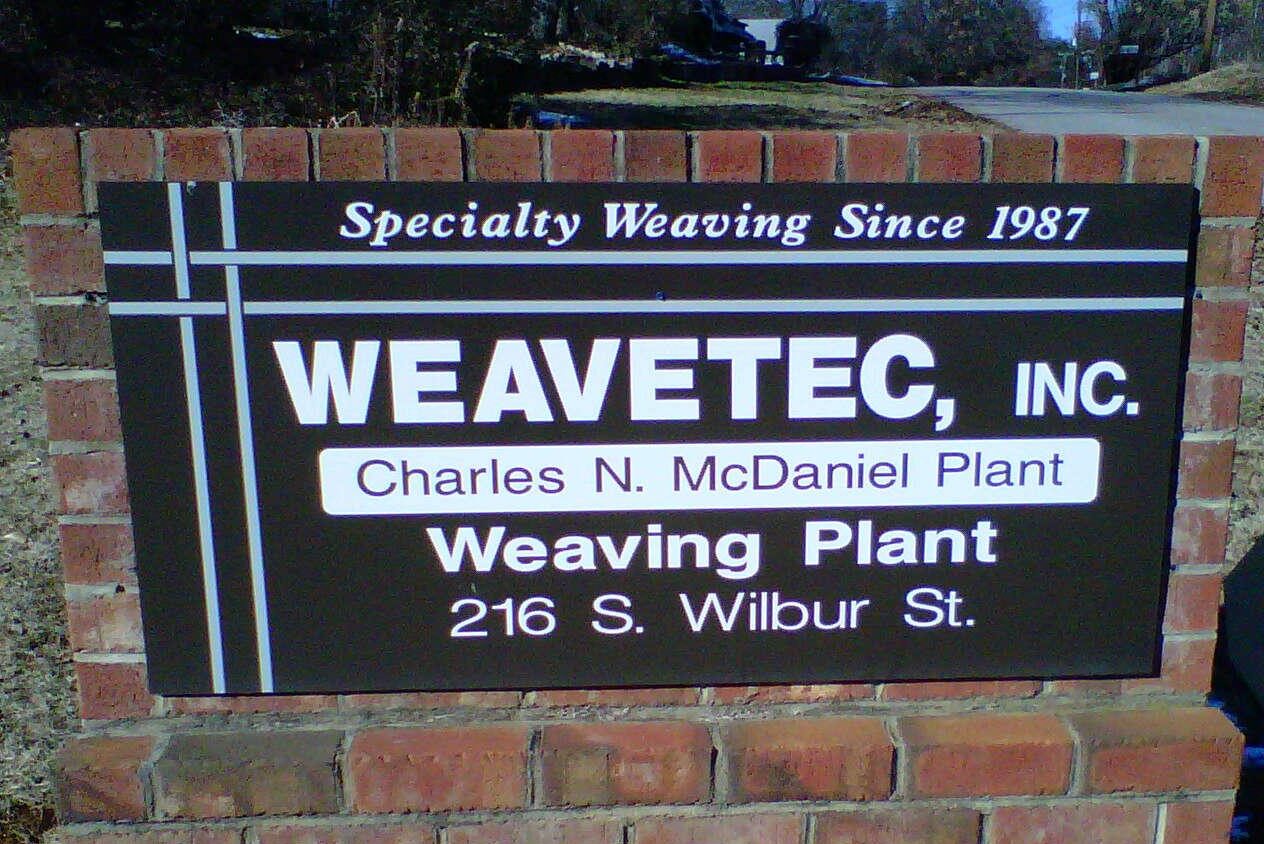 Specialty Weaving Since 1987
WEAVETEC, INC.
Charles N. McDaniel Plant
Weaving Plant
216 S. Wilbur St.